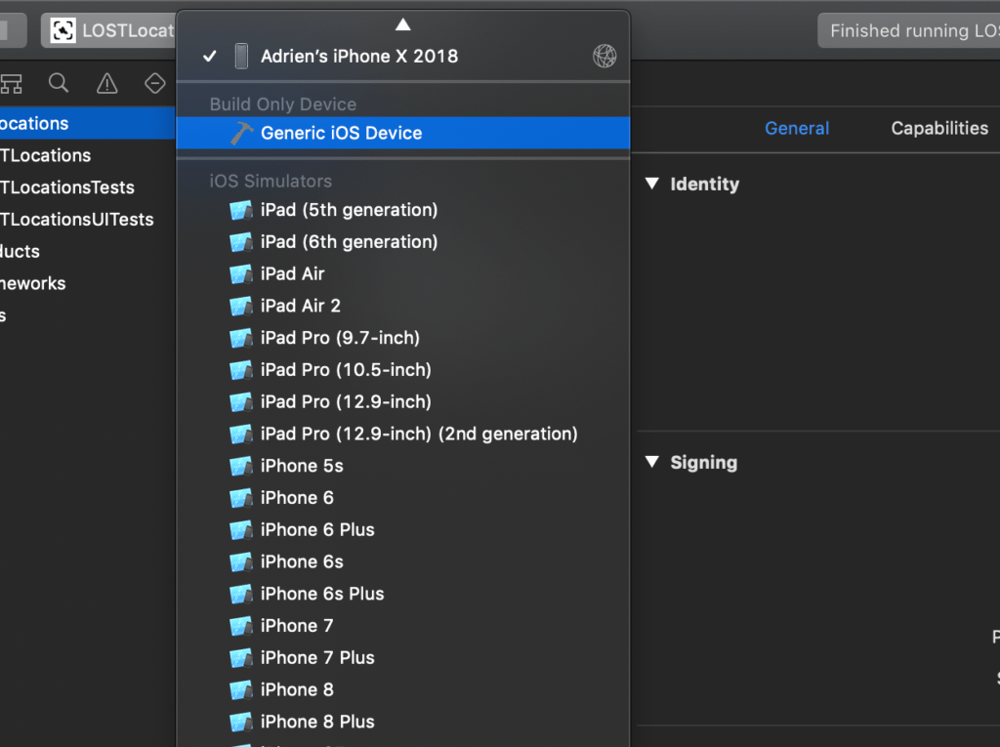 LOSTLocat
Finished running LOS
Adrien's iPhone X 2018
Build Only Device
Generic iOS Device
iOS Simulators
iPad (5th generation)
iPad (6th generation)
iPad Air
iPad Air 2
iPad Pro (9.7-inch)
iPad Pro (10.5-inch)
iPad Pro (12.9-inch)
iPad Pro (12.9-inch) (2nd generation)
iPhone 5s
iPhone 6
iPhone 6 Plus
iPhone 6s
iPhone 6s Plus
iPhone 7
iPhone 7 Plus
iPhone 8
iPhone 8 Plus
ocations
TLocations
TLocationsTests
TLocationsUITests
ducts
neworks
s
General
Capabilities
Identity
Signing
P
S